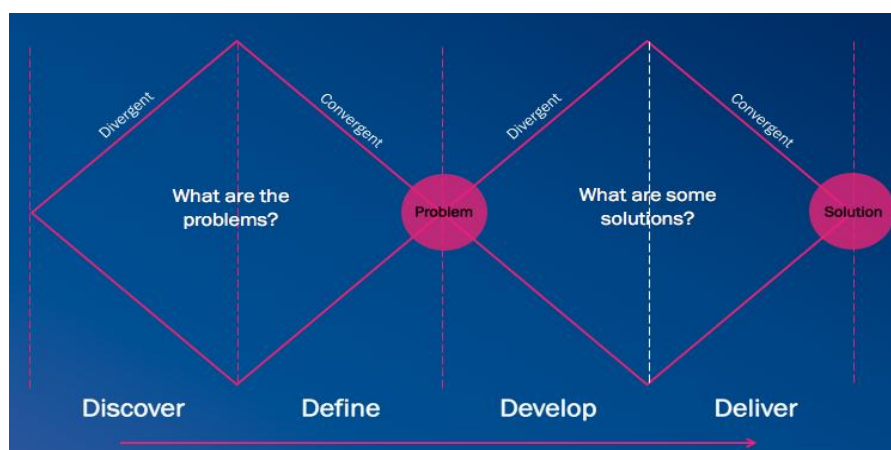 Divergent
Convergent
Divergent
Convergent
What are the
problems?
Problem
What are some
solutions?
Solution
Discover
Define
Develop
Deliver